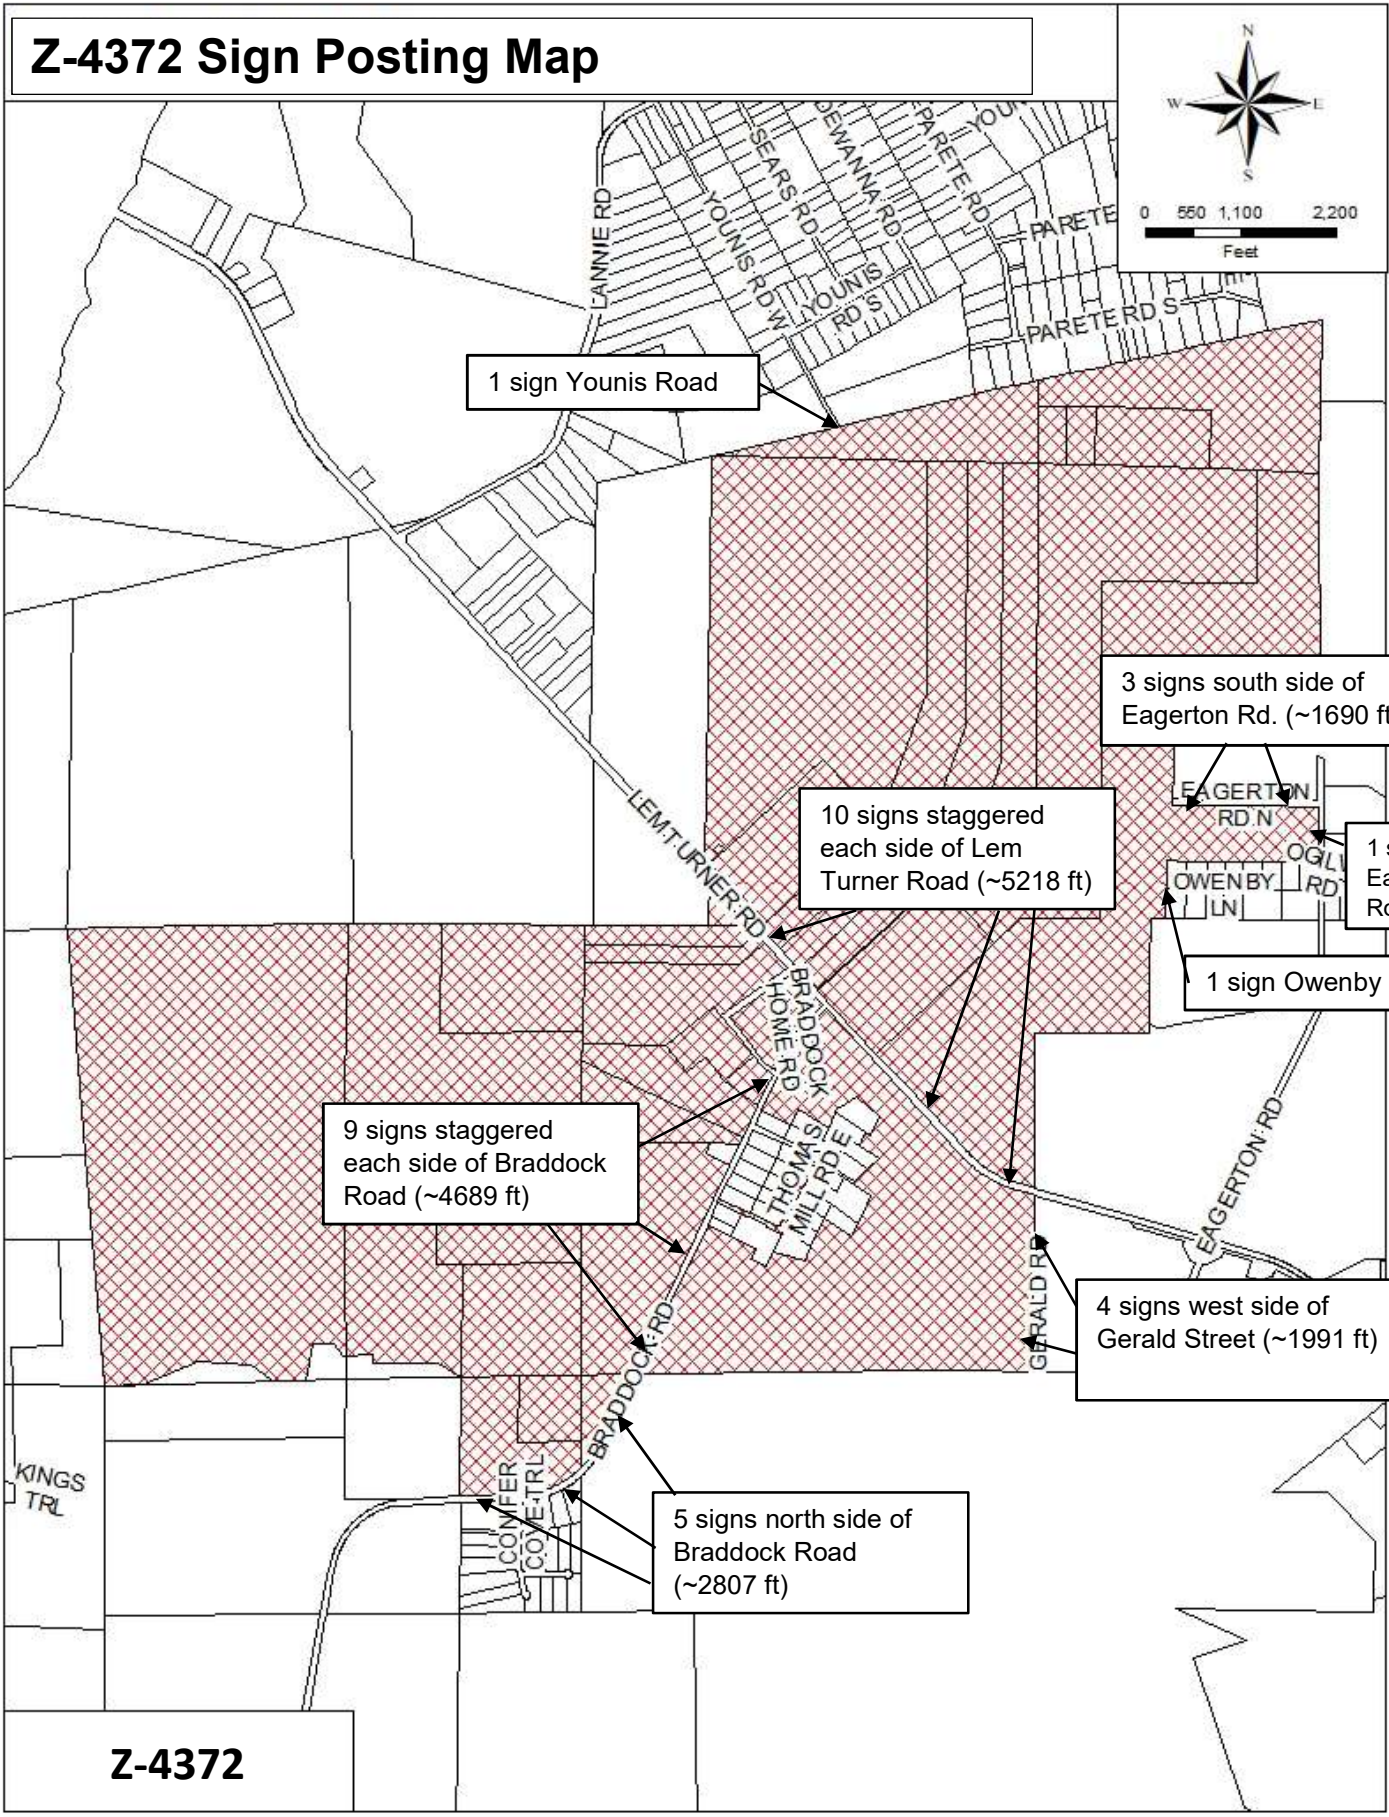 Z-4372 Sign Posting Map
N
W E
S
0 550 1,100 2,200
Feet
LANNIE RD
SEARS RD
DEWANNA RD
PARETE RD
YOUNIS RD W
YOUNIS
RD S
PARETE
PARETE RD S
1 sign Younis Road
3 signs south side of
Eagerton Rd. (~1690 ft
EAGERTON
RD N
LEM TURNER RD
10 signs staggered
each side of Lem
Turner Road (~5218 ft)
RD
OWENBY
LN
1 sign Owenby
BRADDOCK
HOME RD
9 signs staggered
each side of Braddock
Road (~4689 ft)
THOMAS
MILL RD E
EAGERTON RD
GERALD RD
4 signs west side of
Gerald Street (~1991 ft)
BRADDOCK RD
KINGS
TRL
CONIFER
COVE TRL
5 signs north side of
Braddock Road
(~2807 ft)
Z-4372